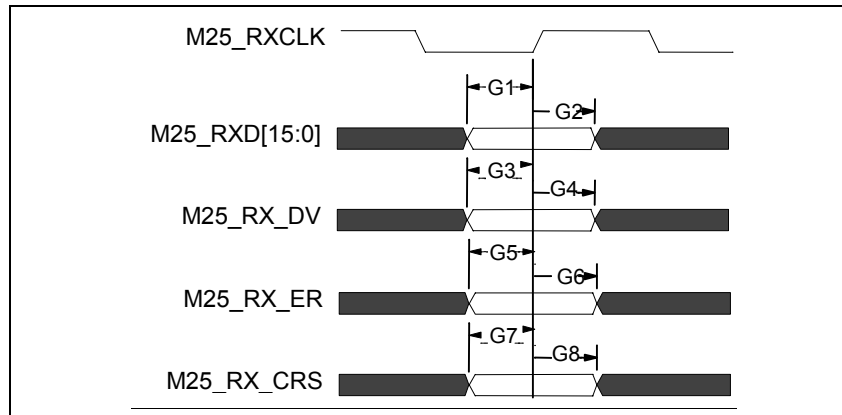 M25_RXCLK
G1
G2
M25_RXD[15:0]
G3
G4
M25_RX_DV
G5
G6
M25_RX_ER
G7
G8
M25_RX_CRS